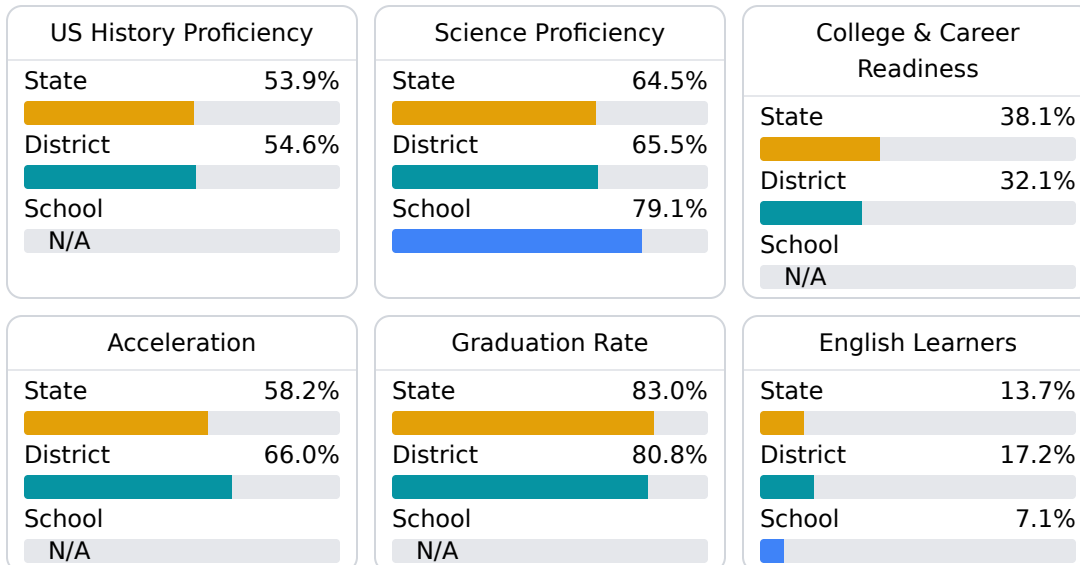 US History Proficiency
State 53.9%
District 54.6%
School
N/A
Science Proficiency
State 64.5%
District 65.5%
School 79.1%
College & Career
Readiness
State 38.1%
District 32.1%
School
N/A
Acceleration
State 58.2%
District 66.0%
School
N/A
Graduation Rate
State 83.0%
District 80.8%
School
N/A
English Learners
State 13.7%
District 17.2%
School 7.1%